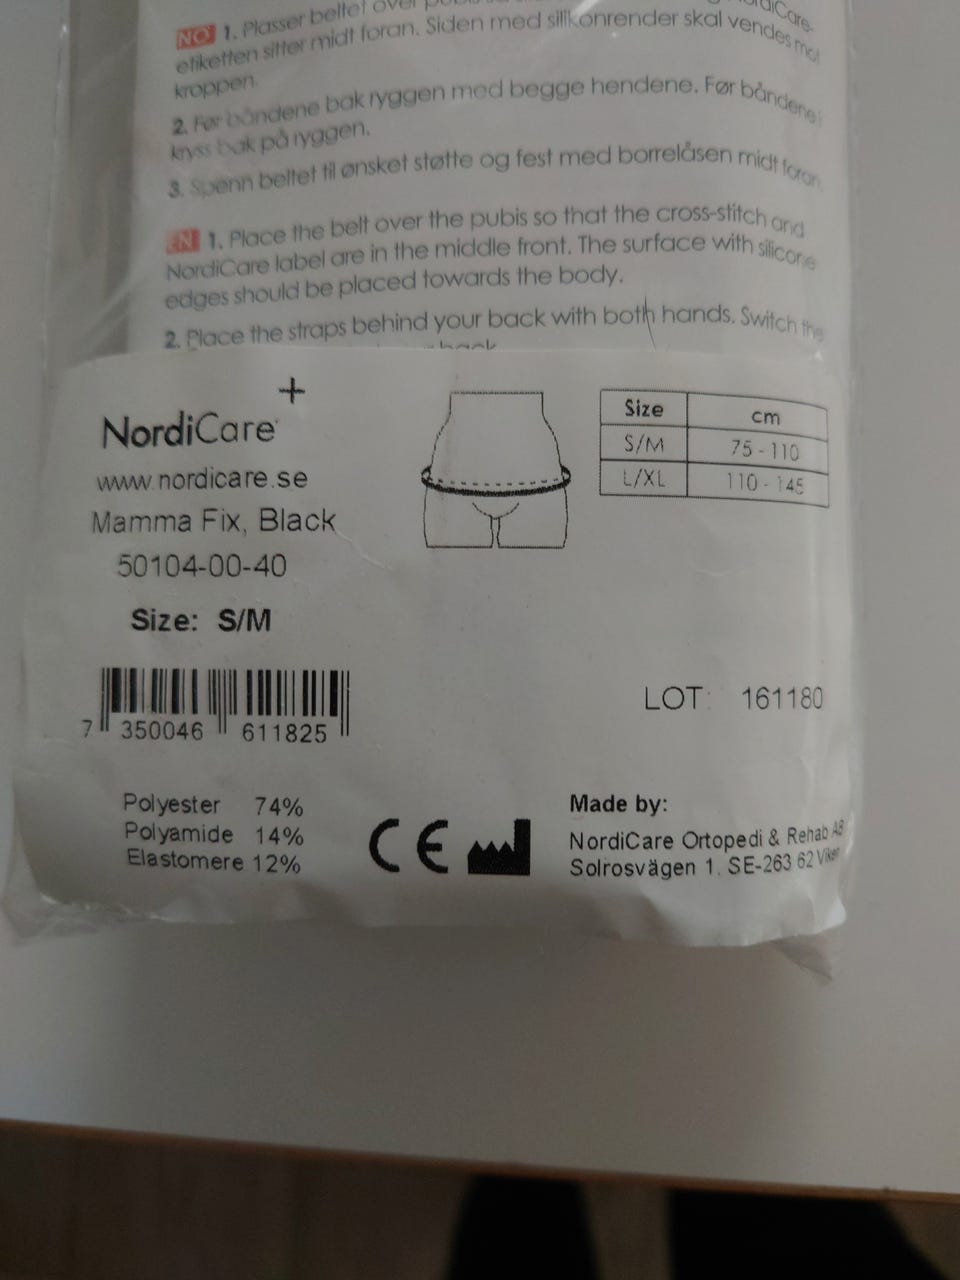 NO 1. Plasser beltet over
etiketten sitter midt foran. Siden med silikonrender skal vendes mot
kroppen.
2. Før båndene bak ryggen med begge hendene. Før båndene i
kryss bak på ryggen.
3. Spenn beltet til ønsket støtte og fest med borrelåsen midt foran.
EN 1. Place the belt over the pubis so that the cross-stitch and
NordiCare label are in the middle front. The surface with silicone
edges should be placed towards the body.
2. Place the straps behind your back with both hands. Switch the
back
NordiCare
www.nordicare.se
Mamma Fix, Black
50104-00-40
Size: S/M
7 350046 611825
Polyester 74%
Polyamide 14%
Elastomere 12%
CE
Size cm
S/M 75 - 110
L/XL 110 - 145
LOT: 161180
Made by:
NordiCare Ortopedi & Rehab AB
Solrosvägen 1. SE-263 62 Viken